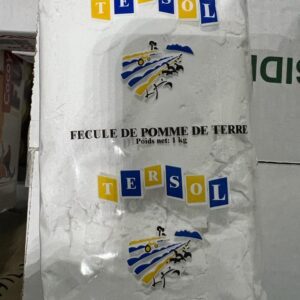 TERSOL
FECULE DE POMME DE TERRE
Poids net: 1 kg
TERSOL